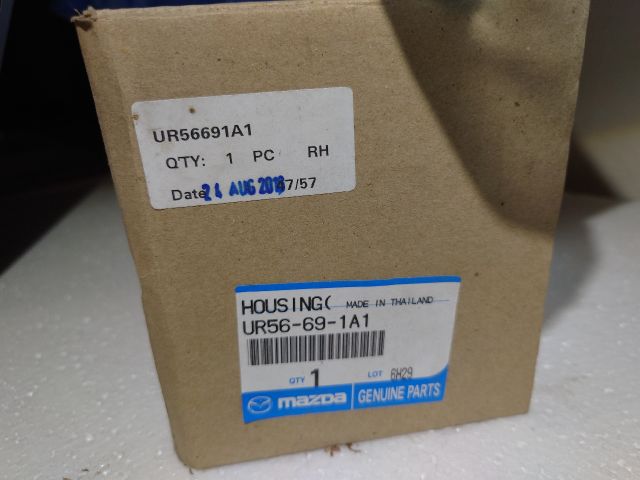 UR56691A1
QTY: 1 PC RH
Date 24 AUG 2018 7/57
HOUSING( MADE IN THAILAND
UR56-69-1A1
QTY 1 LOT 6H29
mazda GENUINE PARTS